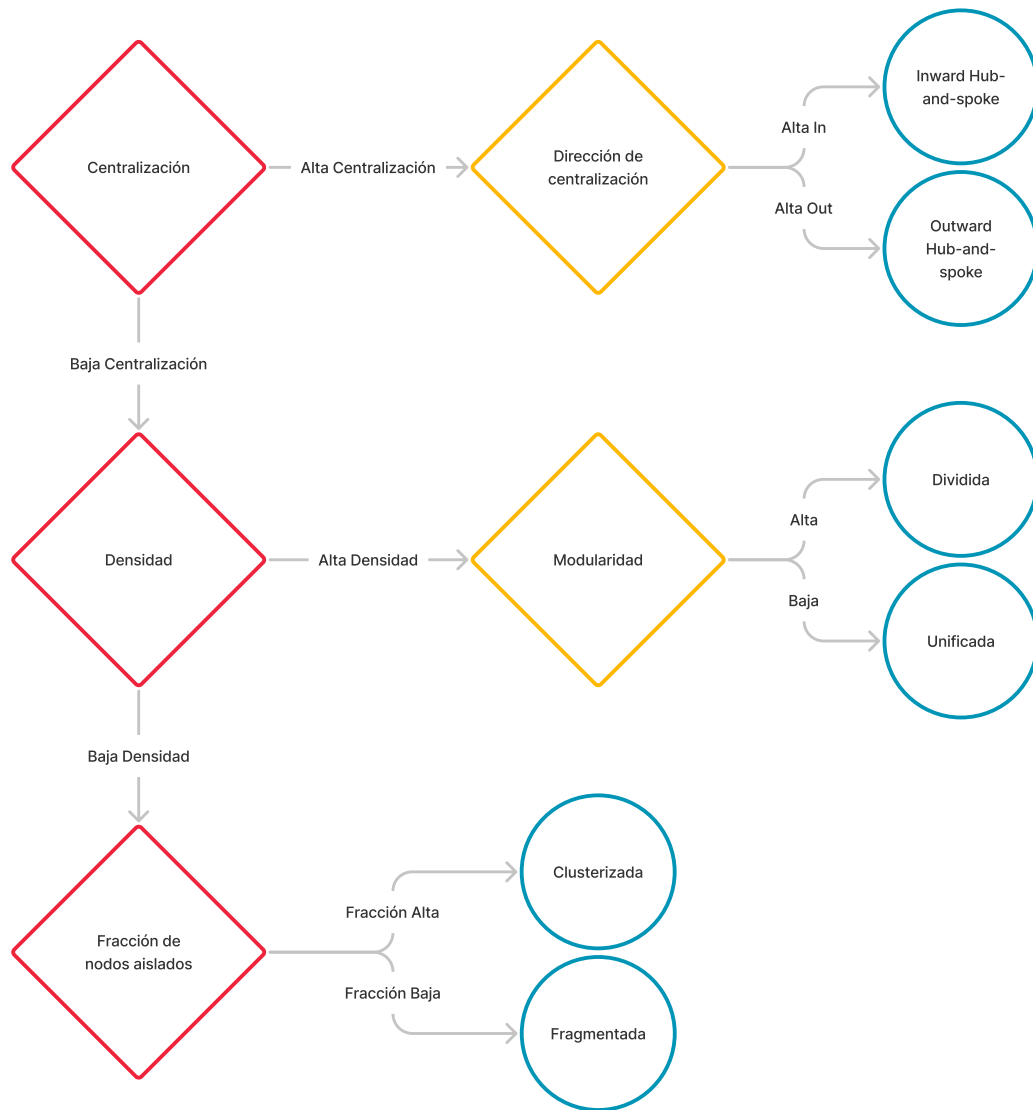 Inward Hub-
and-spoke
Alta In
Centralización
Alta Centralización
Dirección de
centralización
Alta Out
Outward
Hub-and-
spoke
Baja Centralización
Dividida
Alta
Densidad
Alta Densidad
Modularidad
Baja
Unificada
Baja Densidad
Clusterizada
Fracción Alta
Fracción de
nodos aislados
Fracción Baja
Fragmentada